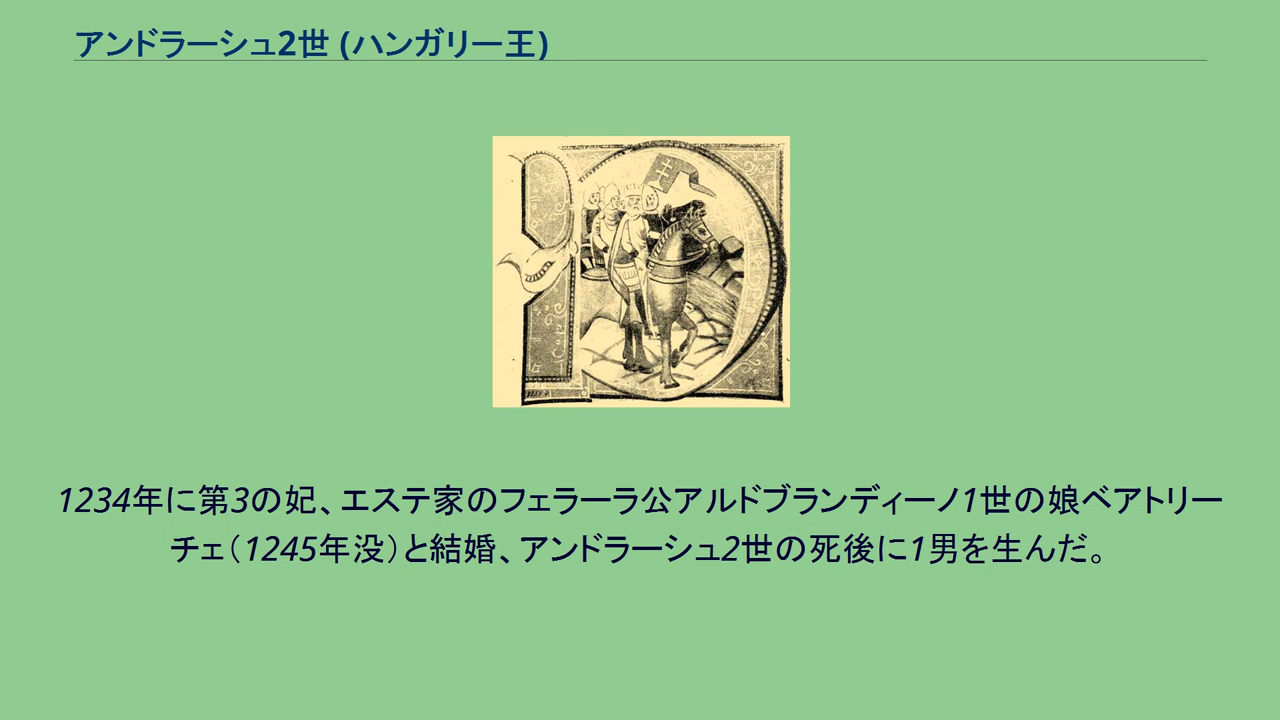 アンドラーシュ2世 (ハンガリー王)
1234年に第3の妃、エステ家のフェラーラ公アルドブランディーノ1世の娘ベアトリー
チェ（1245年没）と結婚、アンドラーシュ2世の死後に1男を生んだ。